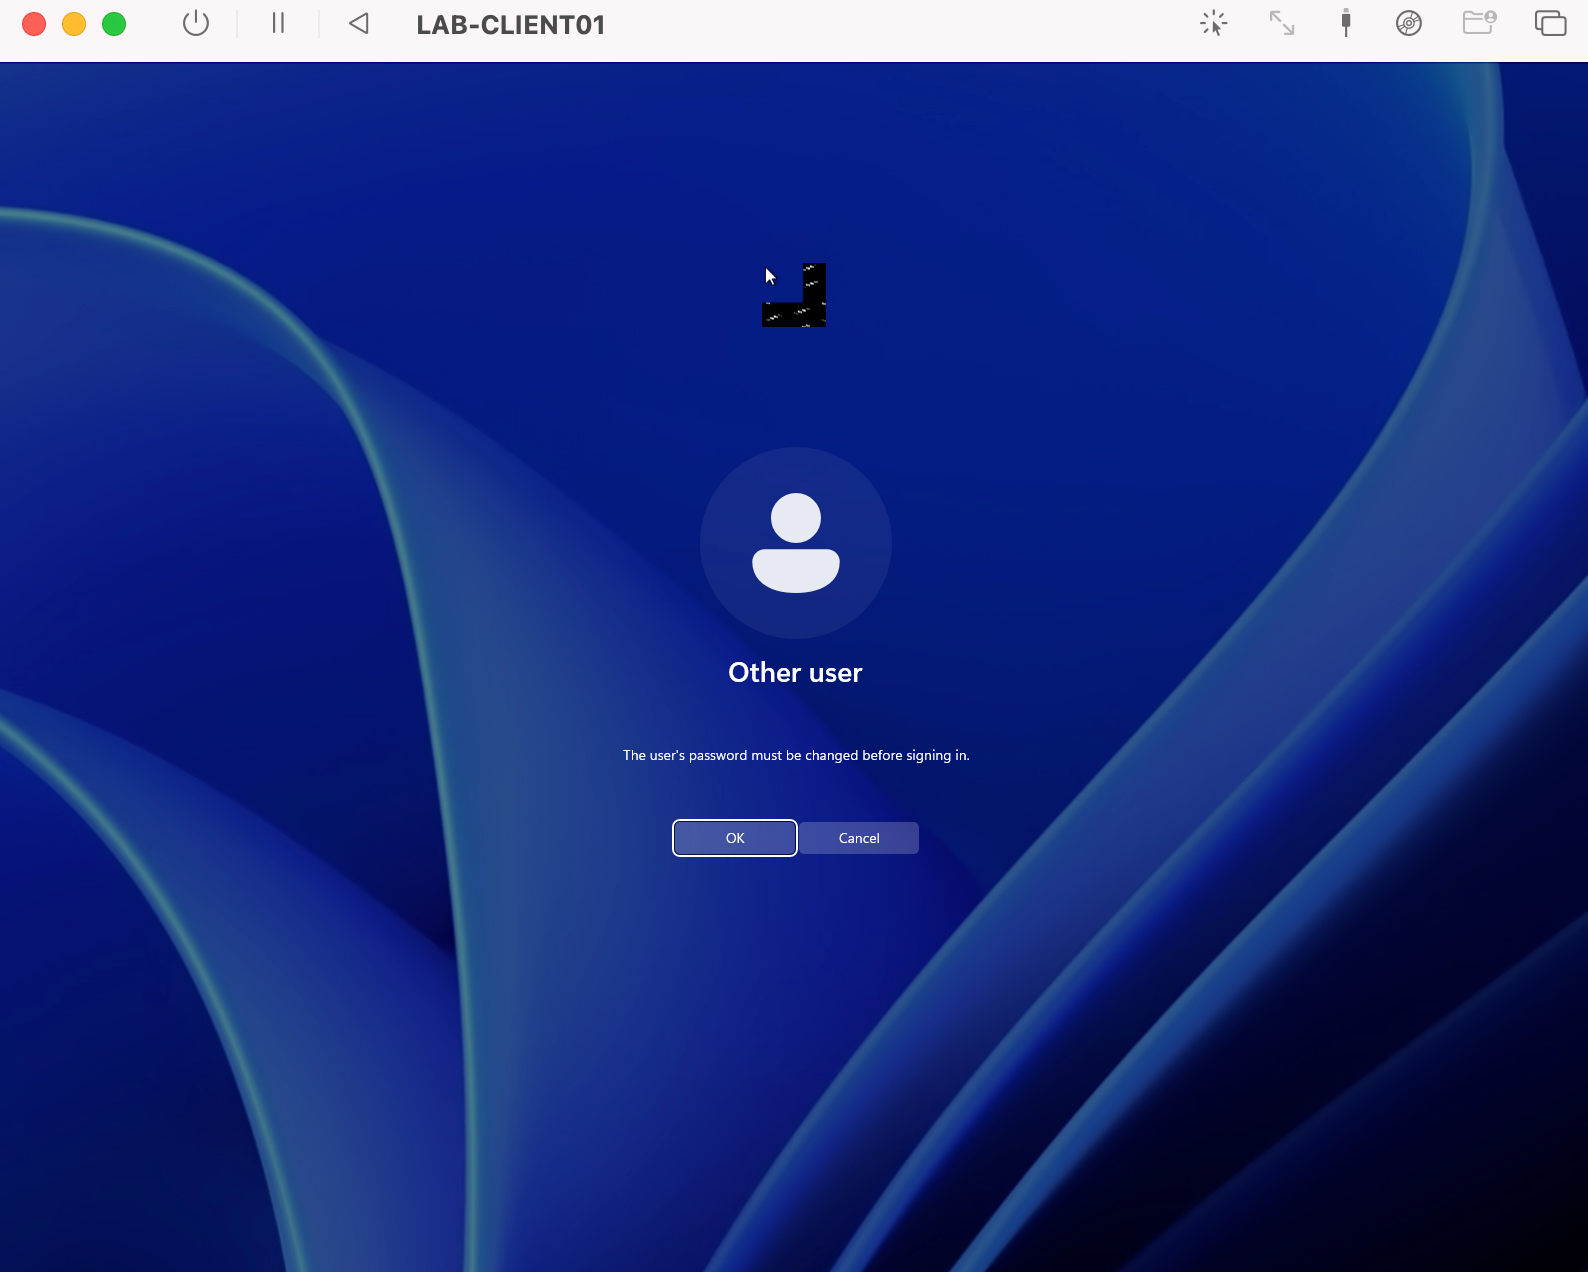 LAB-CLIENT01
Other user
The user's password must be changed before signing in.
OK
Cancel